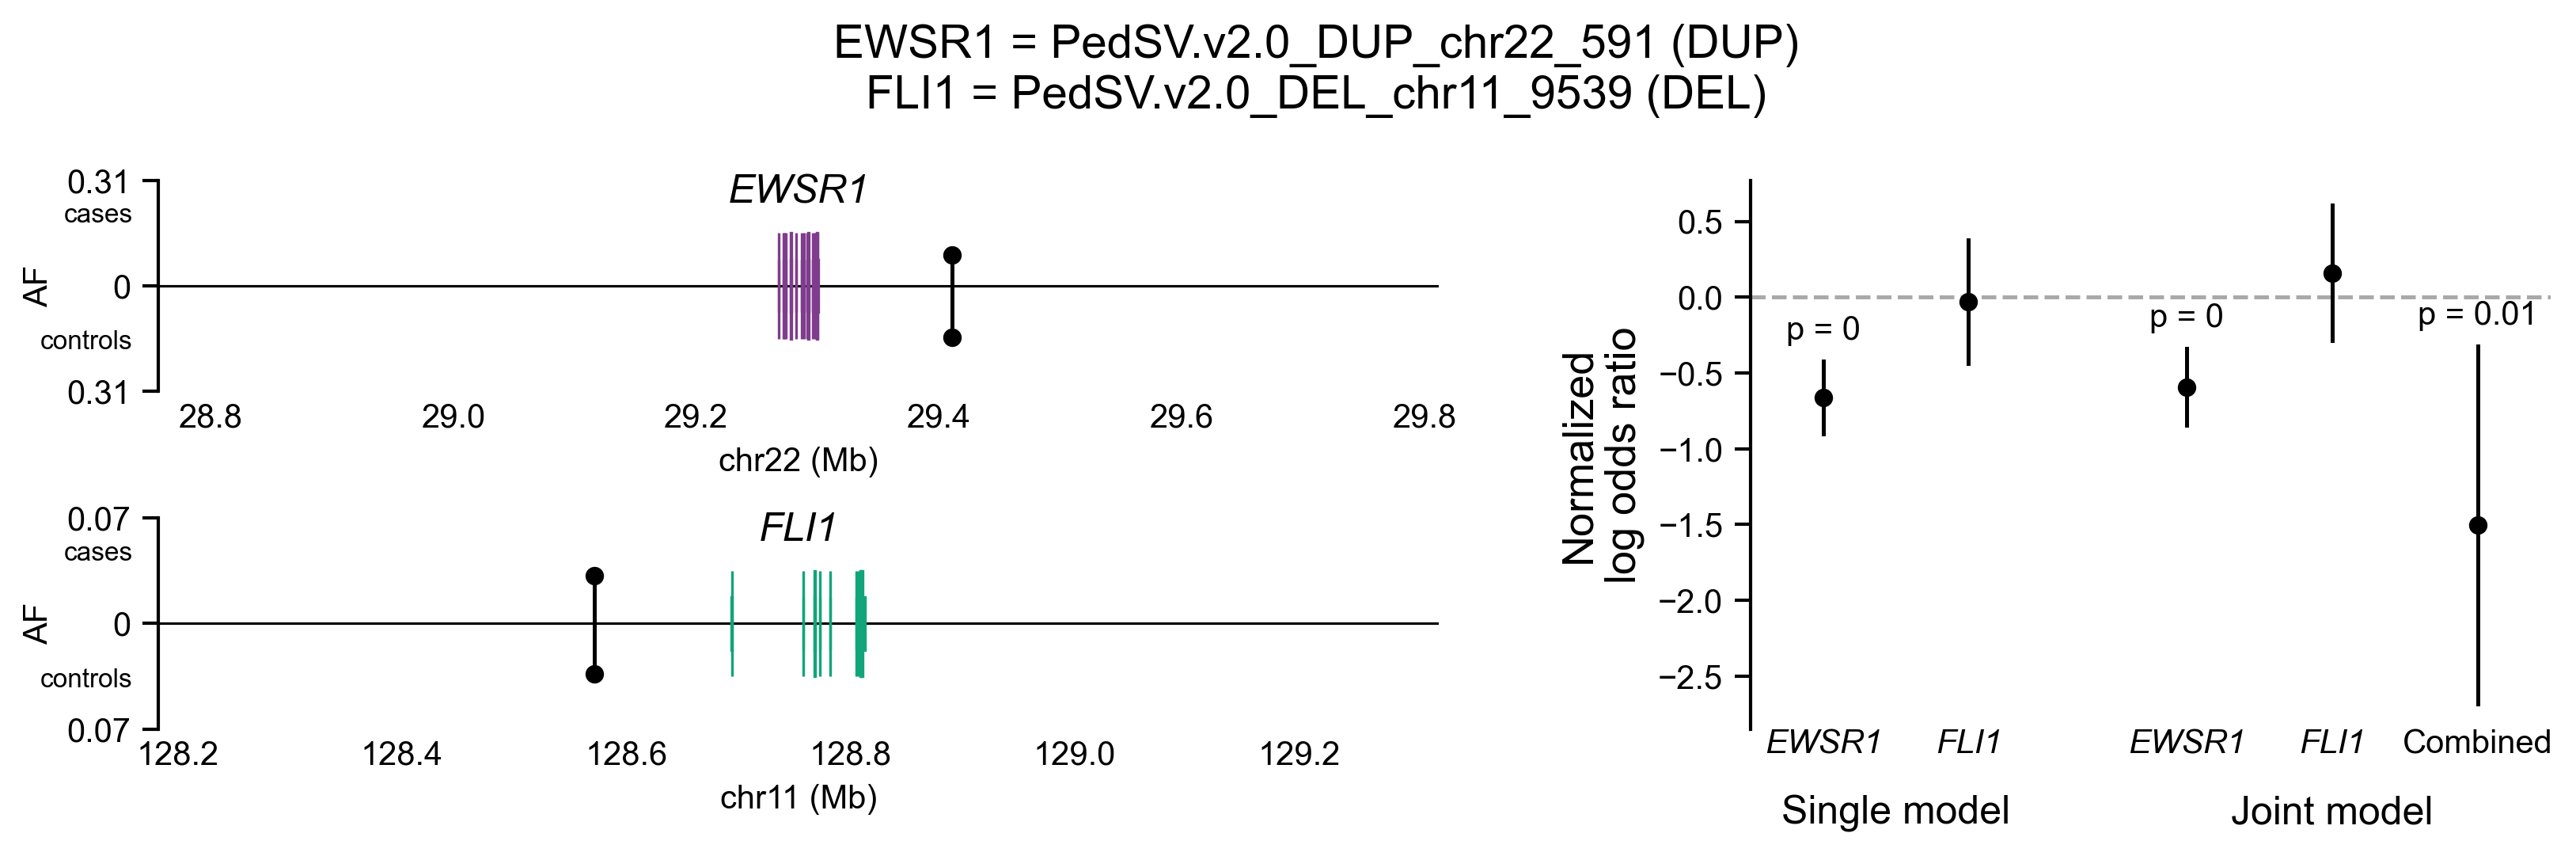 EWSR1 = PedSV.v2.0_DUP_chr22_591 (DUP)
FLI1 = PedSV.v2.0_DEL_chr11_9539 (DEL)
EWSR1
0.31
cases
AF
0
controls
0.31
28.8 29.0 29.2 29.4 29.6 29.8
chr22 (Mb)
FLI1
0.07
cases
AF
0
controls
0.07
128.2 128.4 128.6 128.8 129.0 129.2
chr11 (Mb)
Normalized
log odds ratio
0.5
0.0
−0.5
−1.0
−1.5
−2.0
−2.5
p = 0
p = 0
p = 0.01
EWSR1 FLI1 EWSR1 FLI1 Combined
Single model Joint model